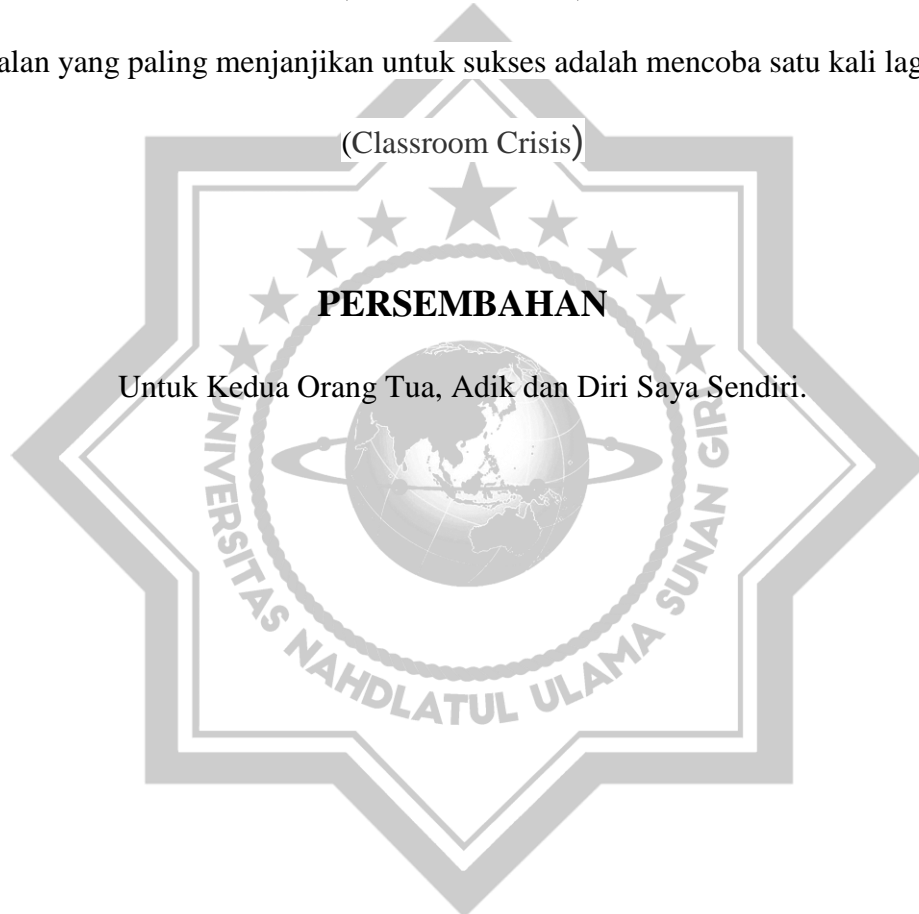 alan yang paling menjanjikan untuk sukses adalah mencoba satu kali lag
(Classroom Crisis)
PERSEMBAHAN
Untuk Kedua Orang Tua, Adik dan Diri Saya Sendiri.
UNIVERSITAS NAHDLATUL ULAMA SUNAN GIRI